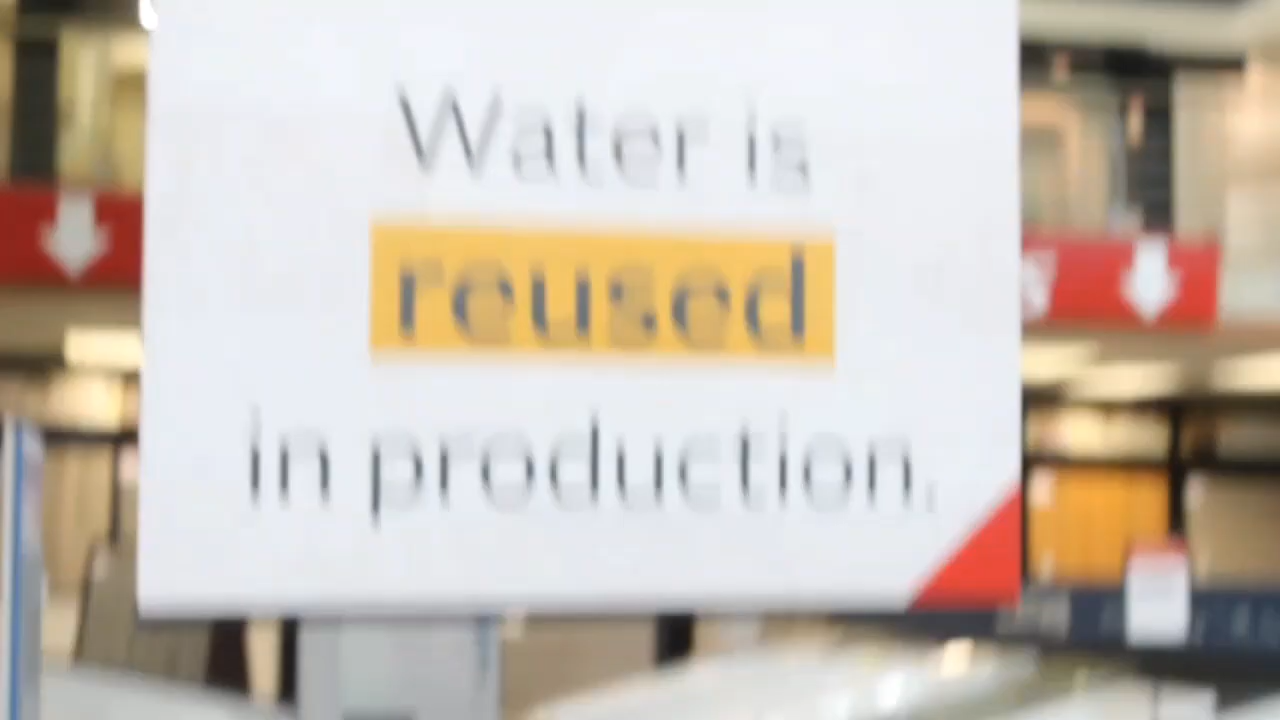 Water is
reused
in production.